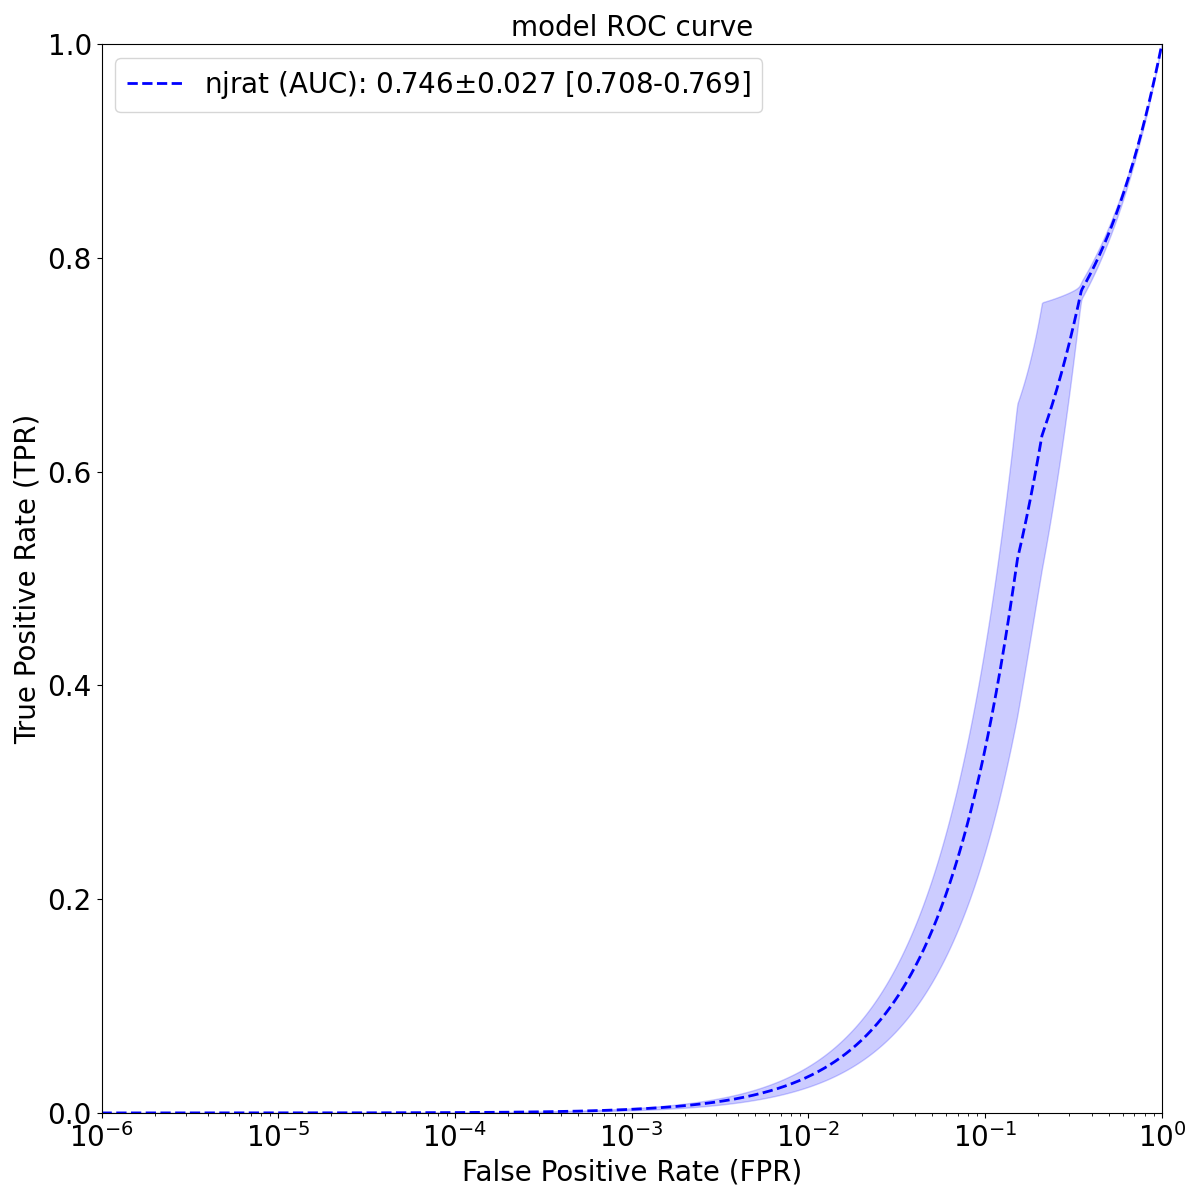 model ROC curve
njrat (AUC): 0.746±0.027 [0.708-0.769]
True Positive Rate (TPR)
1.0
0.8
0.6
0.4
0.2
0.0
10⁻⁶ 10⁻⁵ 10⁻⁴ 10⁻³ 10⁻² 10⁻¹ 10⁰
False Positive Rate (FPR)